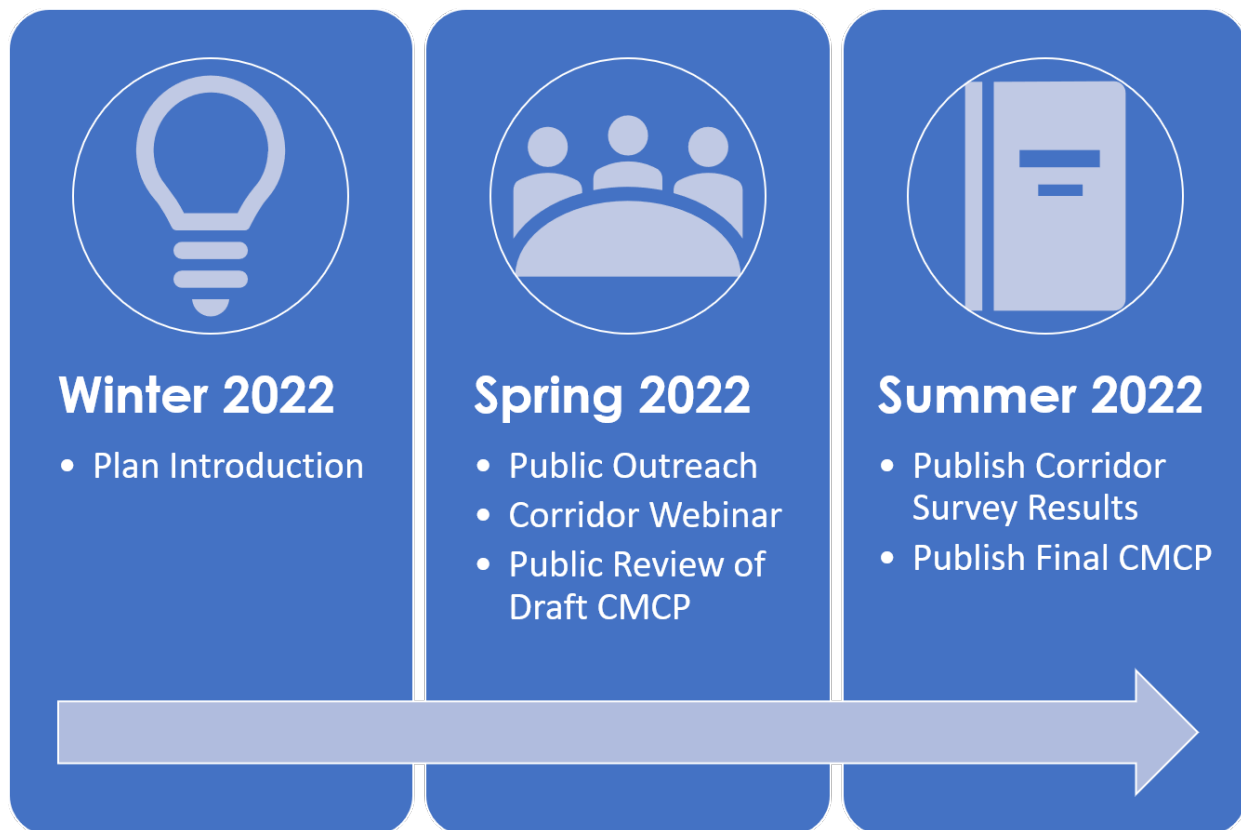 Winter 2022
• Plan Introduction
Spring 2022
• Public Outreach
• Corridor Webinar
• Public Review of
Draft CMCP
Summer 2022
• Publish Corridor
Survey Results
• Publish Final CMCP